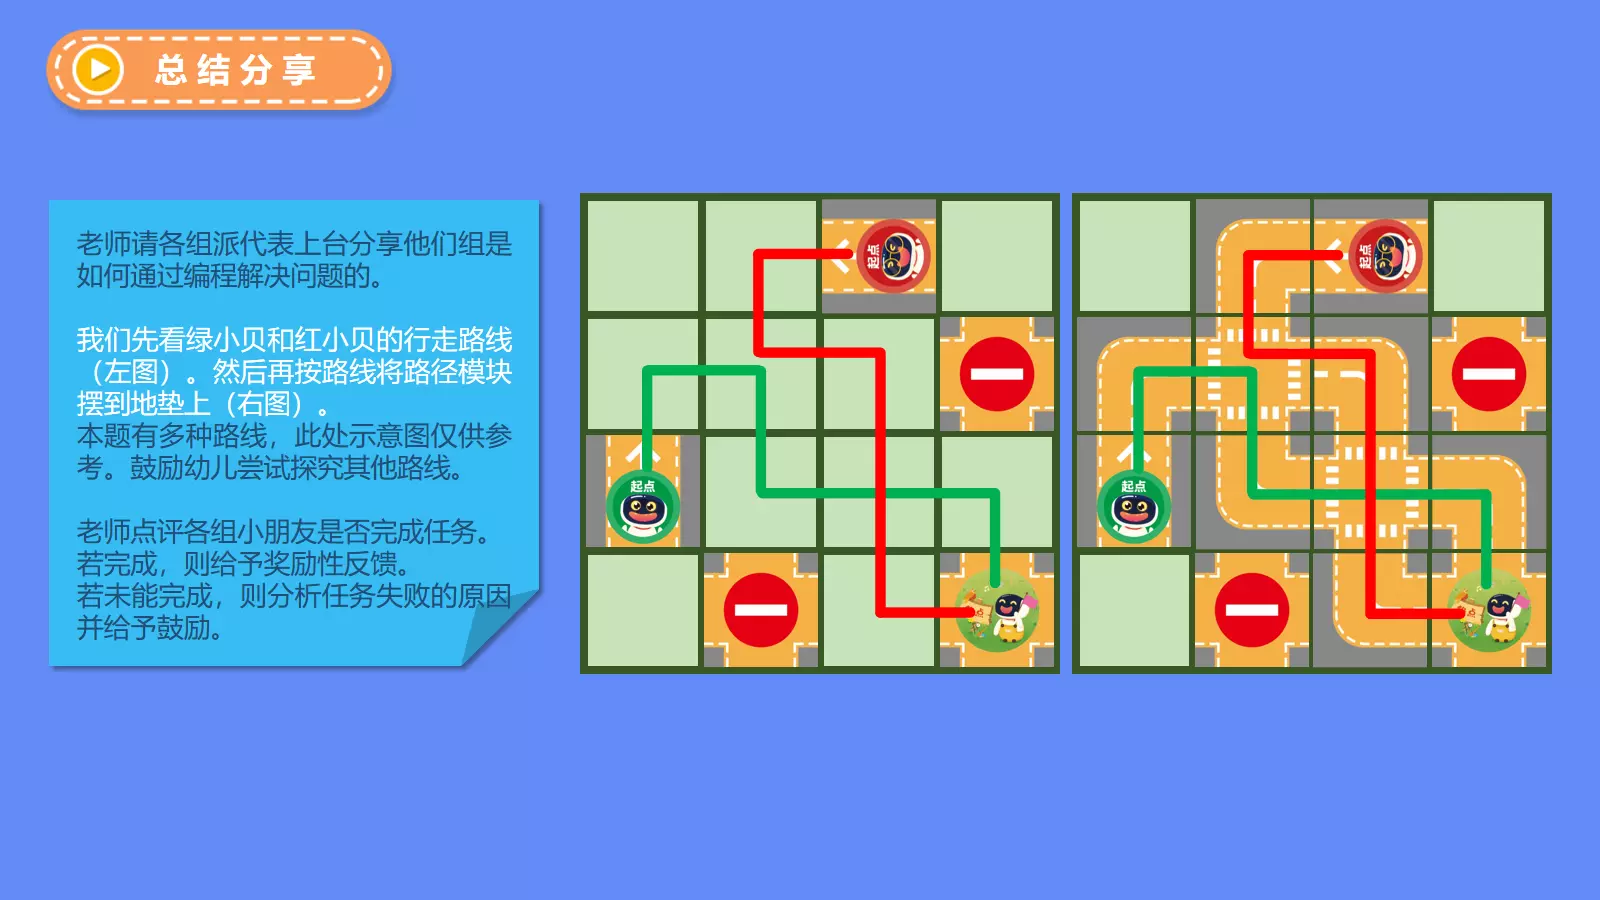 总结分享
老师请各组派代表上台分享他们组是
如何通过编程解决问题的。
我们先看绿小贝和红小贝的行走路线
（左图）。然后再按路线将路径模块
摆到地垫上（右图）。
本题有多种路线，此处示意图仅供参
考。鼓励幼儿尝试探究其他路线。
老师点评各组小朋友是否完成任务。
若完成，则给予奖励性反馈。
若未能完成，则分析任务失败的原因
并给予鼓励。
起点
起点
起点
起点